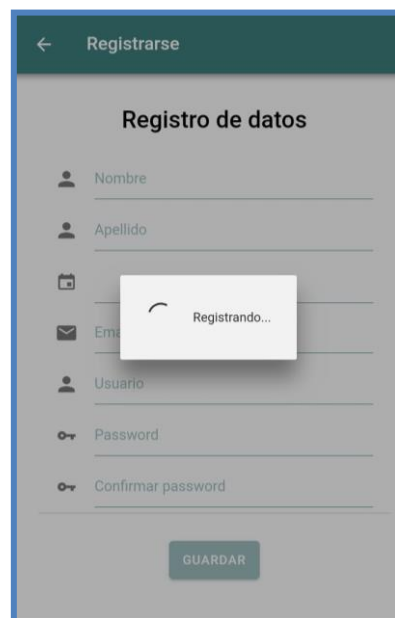 Registrarse
Registro de datos
Nombre
Apellido
Registrando...
Ema
Usuario
Password
Confirmar password
GUARDAR